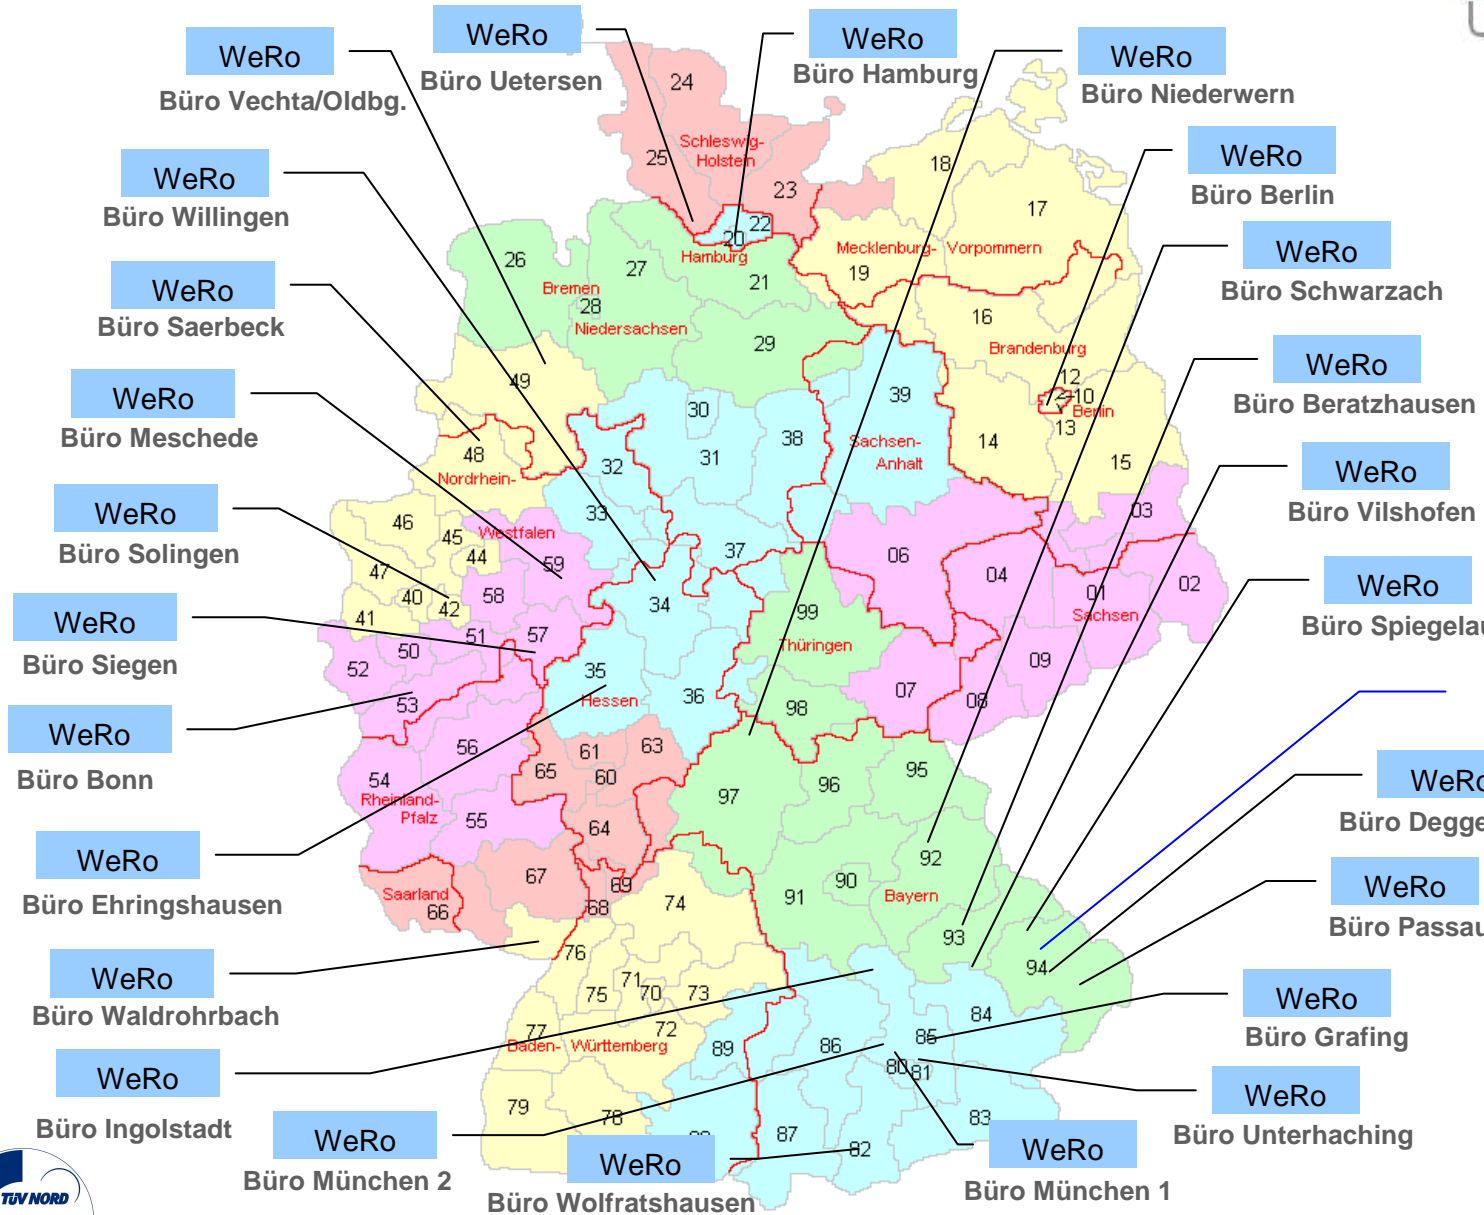 WeRo
Büro Uetersen
WeRo
Büro Hamburg
WeRo
Büro Vechta/Oldbg.
WeRo
Büro Niederwern
WeRo
Büro Willingen
WeRo
Büro Berlin
WeRo
Büro Saerbeck
WeRo
Büro Schwarzach
WeRo
Büro Meschede
WeRo
Büro Beratzhausen
WeRo
Büro Solingen
WeRo
Büro Vilshofen
WeRo
Büro Siegen
WeRo
Büro Spiegelau
WeRo
Büro Bonn
WeRo
Büro Degge
WeRo
Büro Ehringshausen
WeRo
Büro Passau
WeRo
Büro Waldrohrbach
WeRo
Büro Grafing
WeRo
Büro Ingolstadt
WeRo
Büro Unterhaching
WeRo
Büro München 2
WeRo
Büro Wolfratshausen
WeRo
Büro München 1
24
Schleswig-
Holstein
25
23
22
20
Hamburg
18
17
Mecklenburg-
Vorpommern
19
26
27
21
Bremen
28
Niedersachsen
29
16
Brandenburg
12
10
Berlin
13
14
15
49
30
31
38
39
Sachsen-
Anhalt
48
Nordrhein-
32
33
Westfalen
46
45
44
47
59
58
40
42
41
37
34
06
03
04
01
02
Sachsen
99
Thüringen
51
57
50
52
53
35
Hessen
36
98
07
08
09
56
54
Rheinland-
Pfalz
55
61
63
65
60
64
97
96
95
67
Saarland
66
69
68
74
92
90
91
Bayern
93
94
76
71
75
70
73
77
72
Baden-
Württemberg
89
86
84
85
80
81
79
78
87
82
83
TÜV NORD